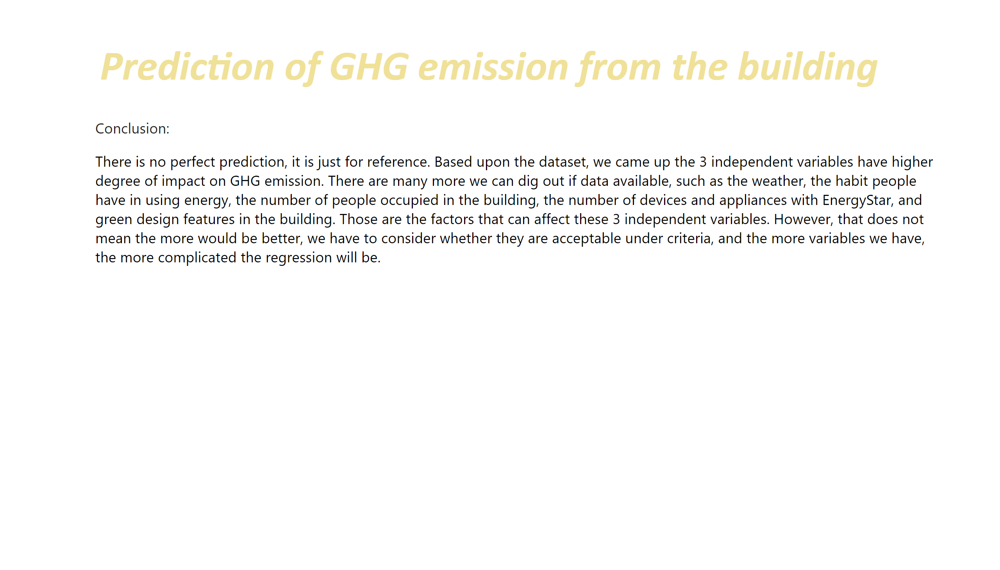 Prediction of GHG emission from the building
Conclusion:
There is no perfect prediction, it is just for reference. Based upon the dataset, we came up the 3 independent variables have higher
degree of impact on GHG emission. There are many more we can dig out if data available, such as the weather, the habit people
have in using energy, the number of people occupied in the building, the number of devices and appliances with EnergyStar, and
green design features in the building. Those are the factors that can affect these 3 independent variables. However, that does not
mean the more would be better, we have to consider whether they are acceptable under criteria, and the more variables we have,
the more complicated the regression will be.